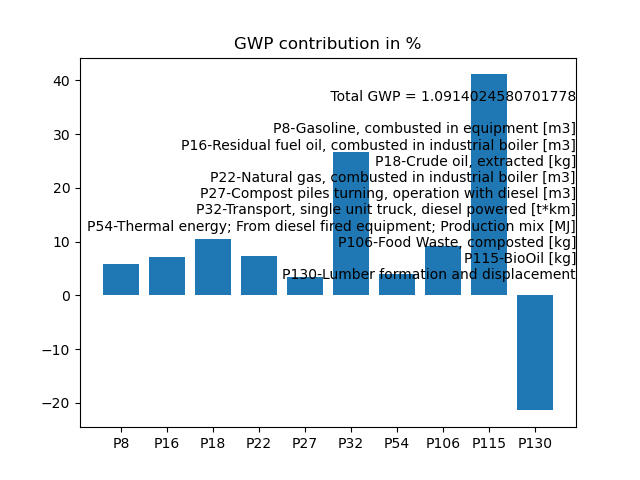 GWP contribution in %
Total GWP = 1.0914024580701778
P8-Gasoline, combusted in equipment [m3]
P16-Residual fuel oil, combusted in industrial boiler [m3]
P18-Crude oil, extracted [kg]
P22-Natural gas, combusted in industrial boiler [m3]
P27-Compost piles turning, operation with diesel [m3]
P32-Transport, single unit truck, diesel powered [t*km]
P54-Thermal energy; From diesel fired equipment; Production mix [MJ]
P106-Food Waste, composted [kg]
P115-BioOil [kg]
P130-Lumber formation and displacement
40
30
20
10
0
−10
−20
P8 P16 P18 P22 P27 P32 P54 P106 P115 P130